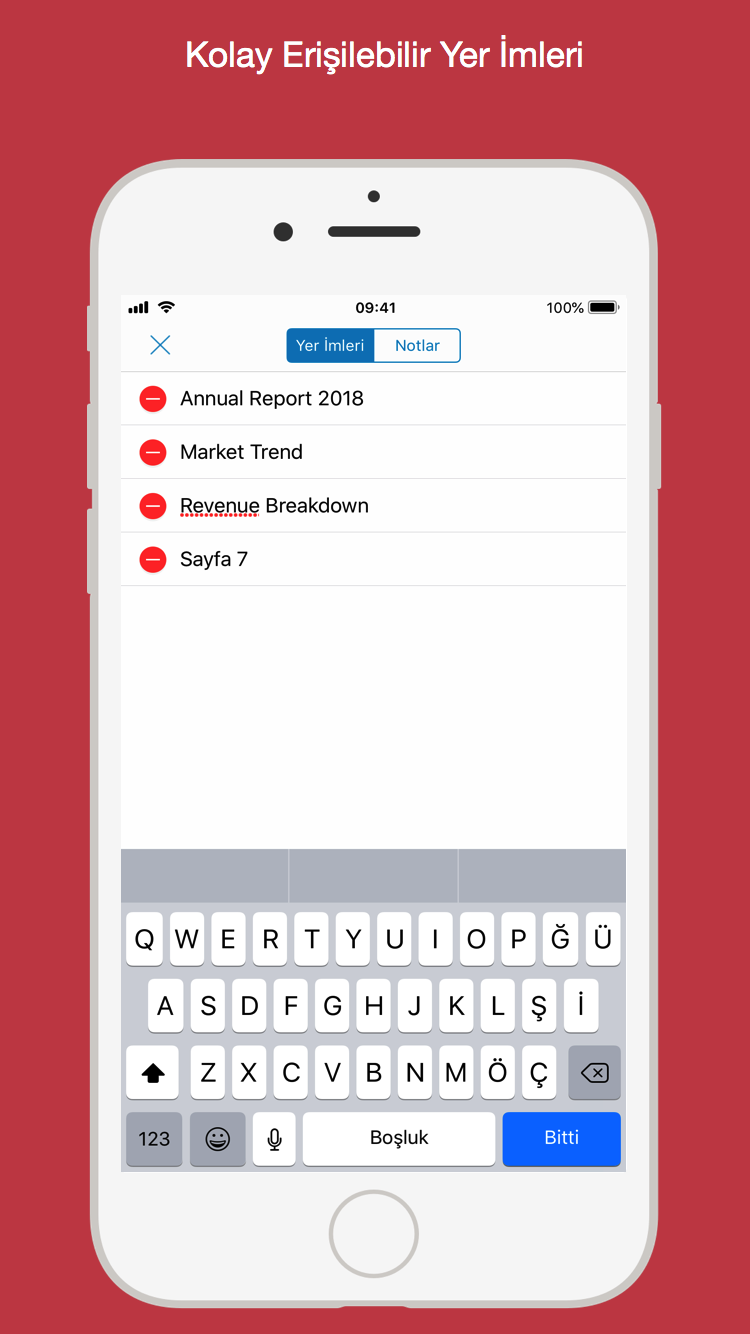 Kolay Erişilebilir Yer İmleri
09:41
100%
Yer İmleri Notlar
Annual Report 2018
Market Trend
Revenue Breakdown
Sayfa 7
Q W E R T Y U I O P Ğ Ü
A S D F G H J K L Ş İ
Z X C V B N M Ö Ç
123 Boşluk Bitti